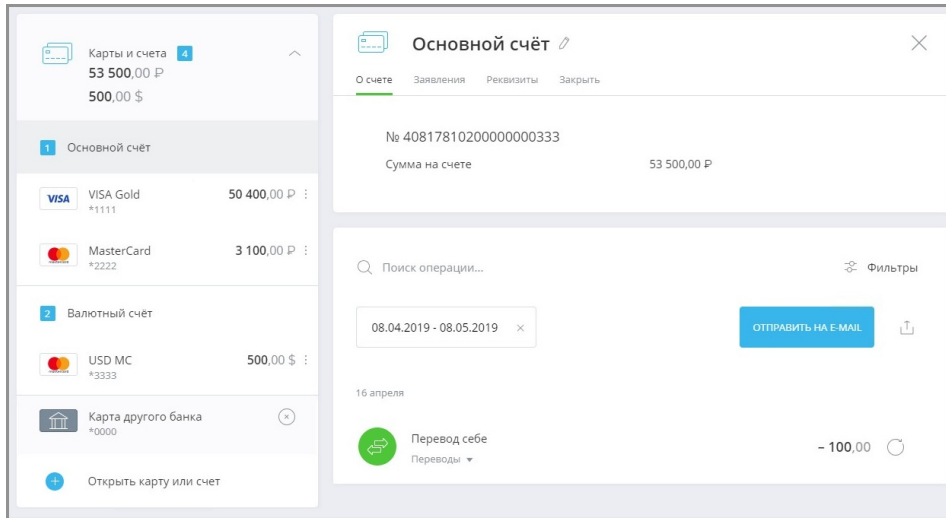 Карты и счета 4
53 500,00 ₽
500,00 $
1 Основной счёт
VISA VISA Gold 50 400,00 ₽
*1111
MasterCard 3 100,00 ₽
*2222
2 Валютный счёт
USD MC 500,00 $
*3333
Карта другого банка
*0000
Открыть карту или счет
Основной счёт
О счете Заявления Реквизиты Закрыть
№ 40817810200000000333
Сумма на счете 53 500,00 ₽
Поиск операции... Фильтры
08.04.2019 - 08.05.2019 ОТПРАВИТЬ НА E-MAIL
16 апреля
Перевод себе – 100,00
Переводы